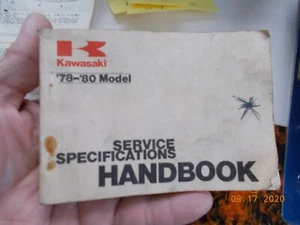 Kawasaki
'78-'80 Model
SERVICE
SPECIFICATIONS
HANDBOOK
08 17 2020